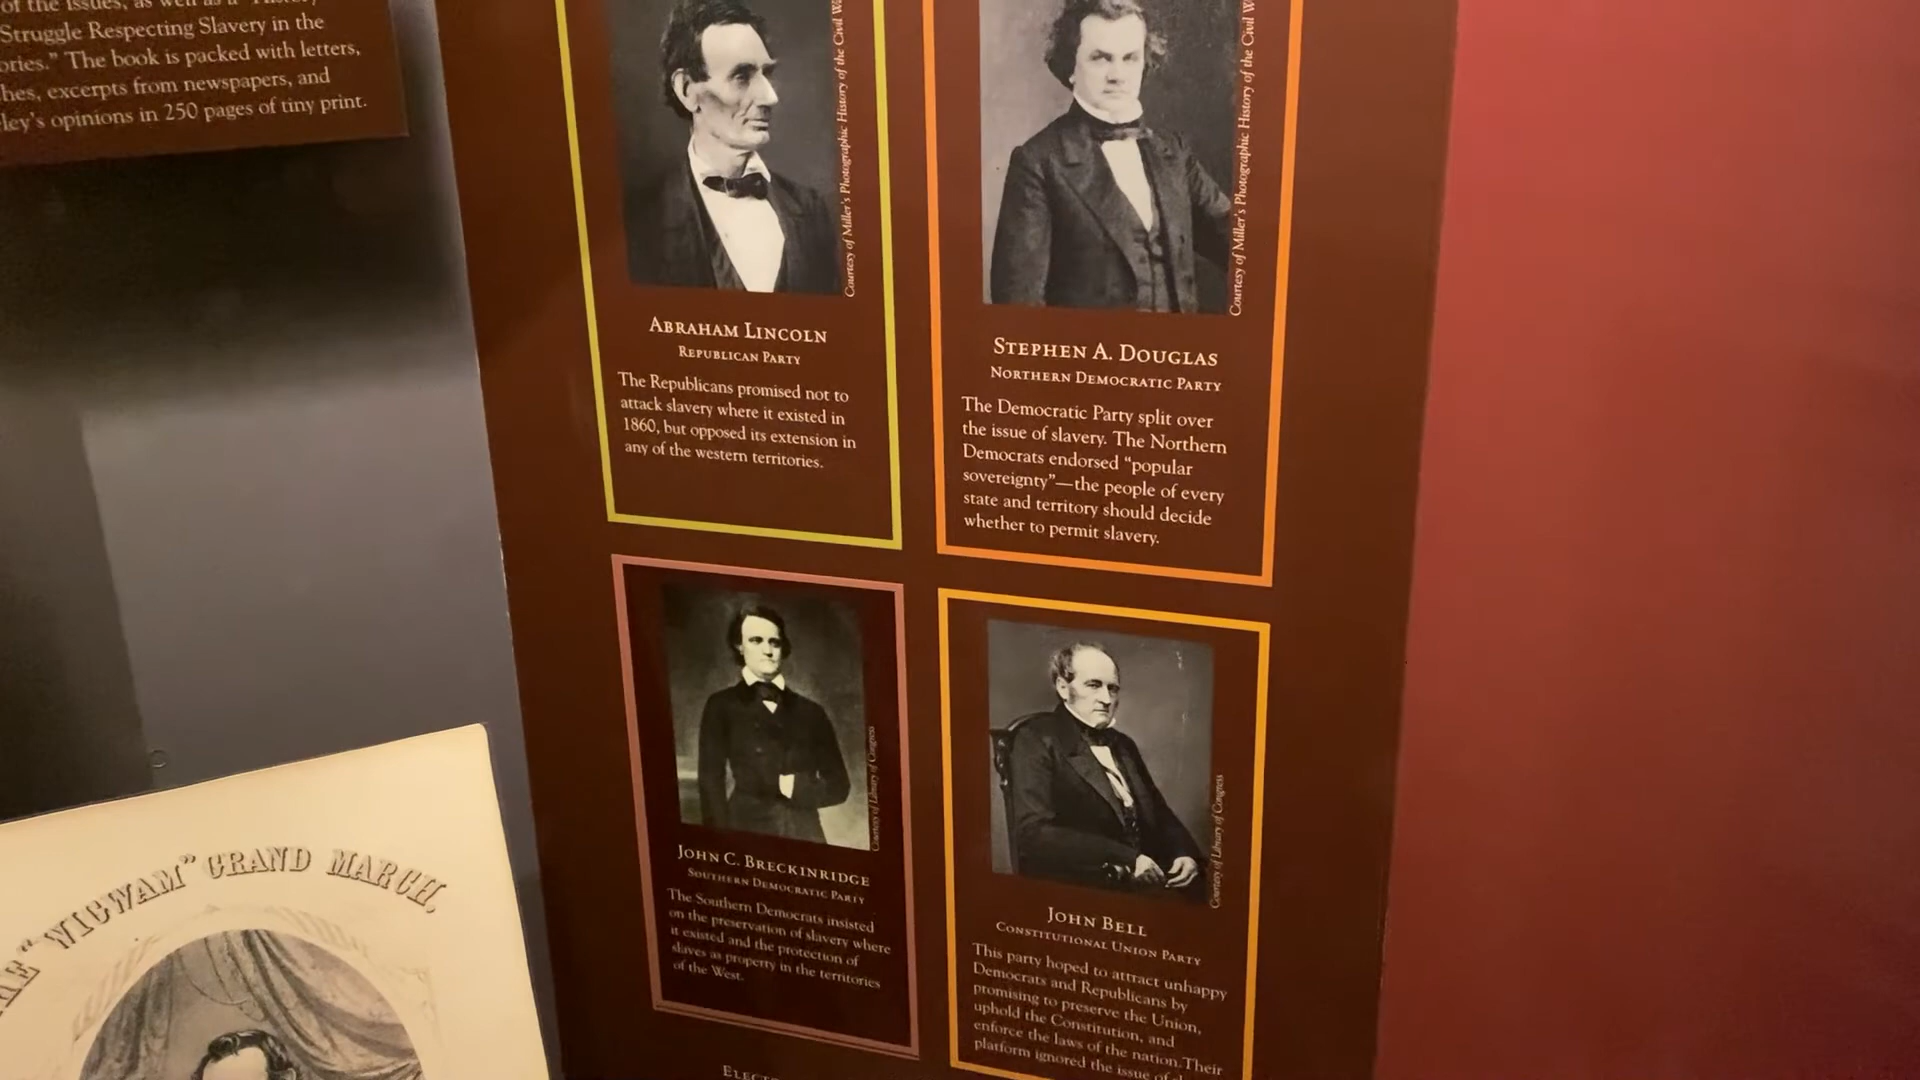 of the issues, as well as a "History
Struggle Respecting Slavery in the
ories." The book is packed with letters,
hes, excerpts from newspapers, and
ley's opinions in 250 pages of tiny print.
Courtesy of Miller's Photographic History of the Civil
ABRAHAM LINCOLN
REPUBLICAN PARTY
The Republicans promised not to
attack slavery where it existed in
1860, but opposed its extension in
any of the western territories.
Courtesy of Miller's Photographic History of the Civil
STEPHEN A. DOUGLAS
NORTHERN DEMOCRATIC PARTY
The Democratic Party split over
the issue of slavery. The Northern
Democrats endorsed "popular
sovereignty"—the people of every
state and territory should decide
whether to permit slavery.
Courtesy of Library of Congress
JOHN C. BRECKINRIDGE
SOUTHERN DEMOCRATIC PARTY
The Southern Democrats insisted
on the preservation of slavery where
it existed and the protection of
slaves as property in the territories
of the West.
Courtesy of Library of Congress
JOHN BELL
CONSTITUTIONAL UNION PARTY
This party hoped to attract unhappy
Democrats and Republicans by
promising to preserve the Union,
uphold the Constitution, and
enforce the laws of the nation. Their
platform ignored the issue of
"WIGWAM" GRAND MARCH,